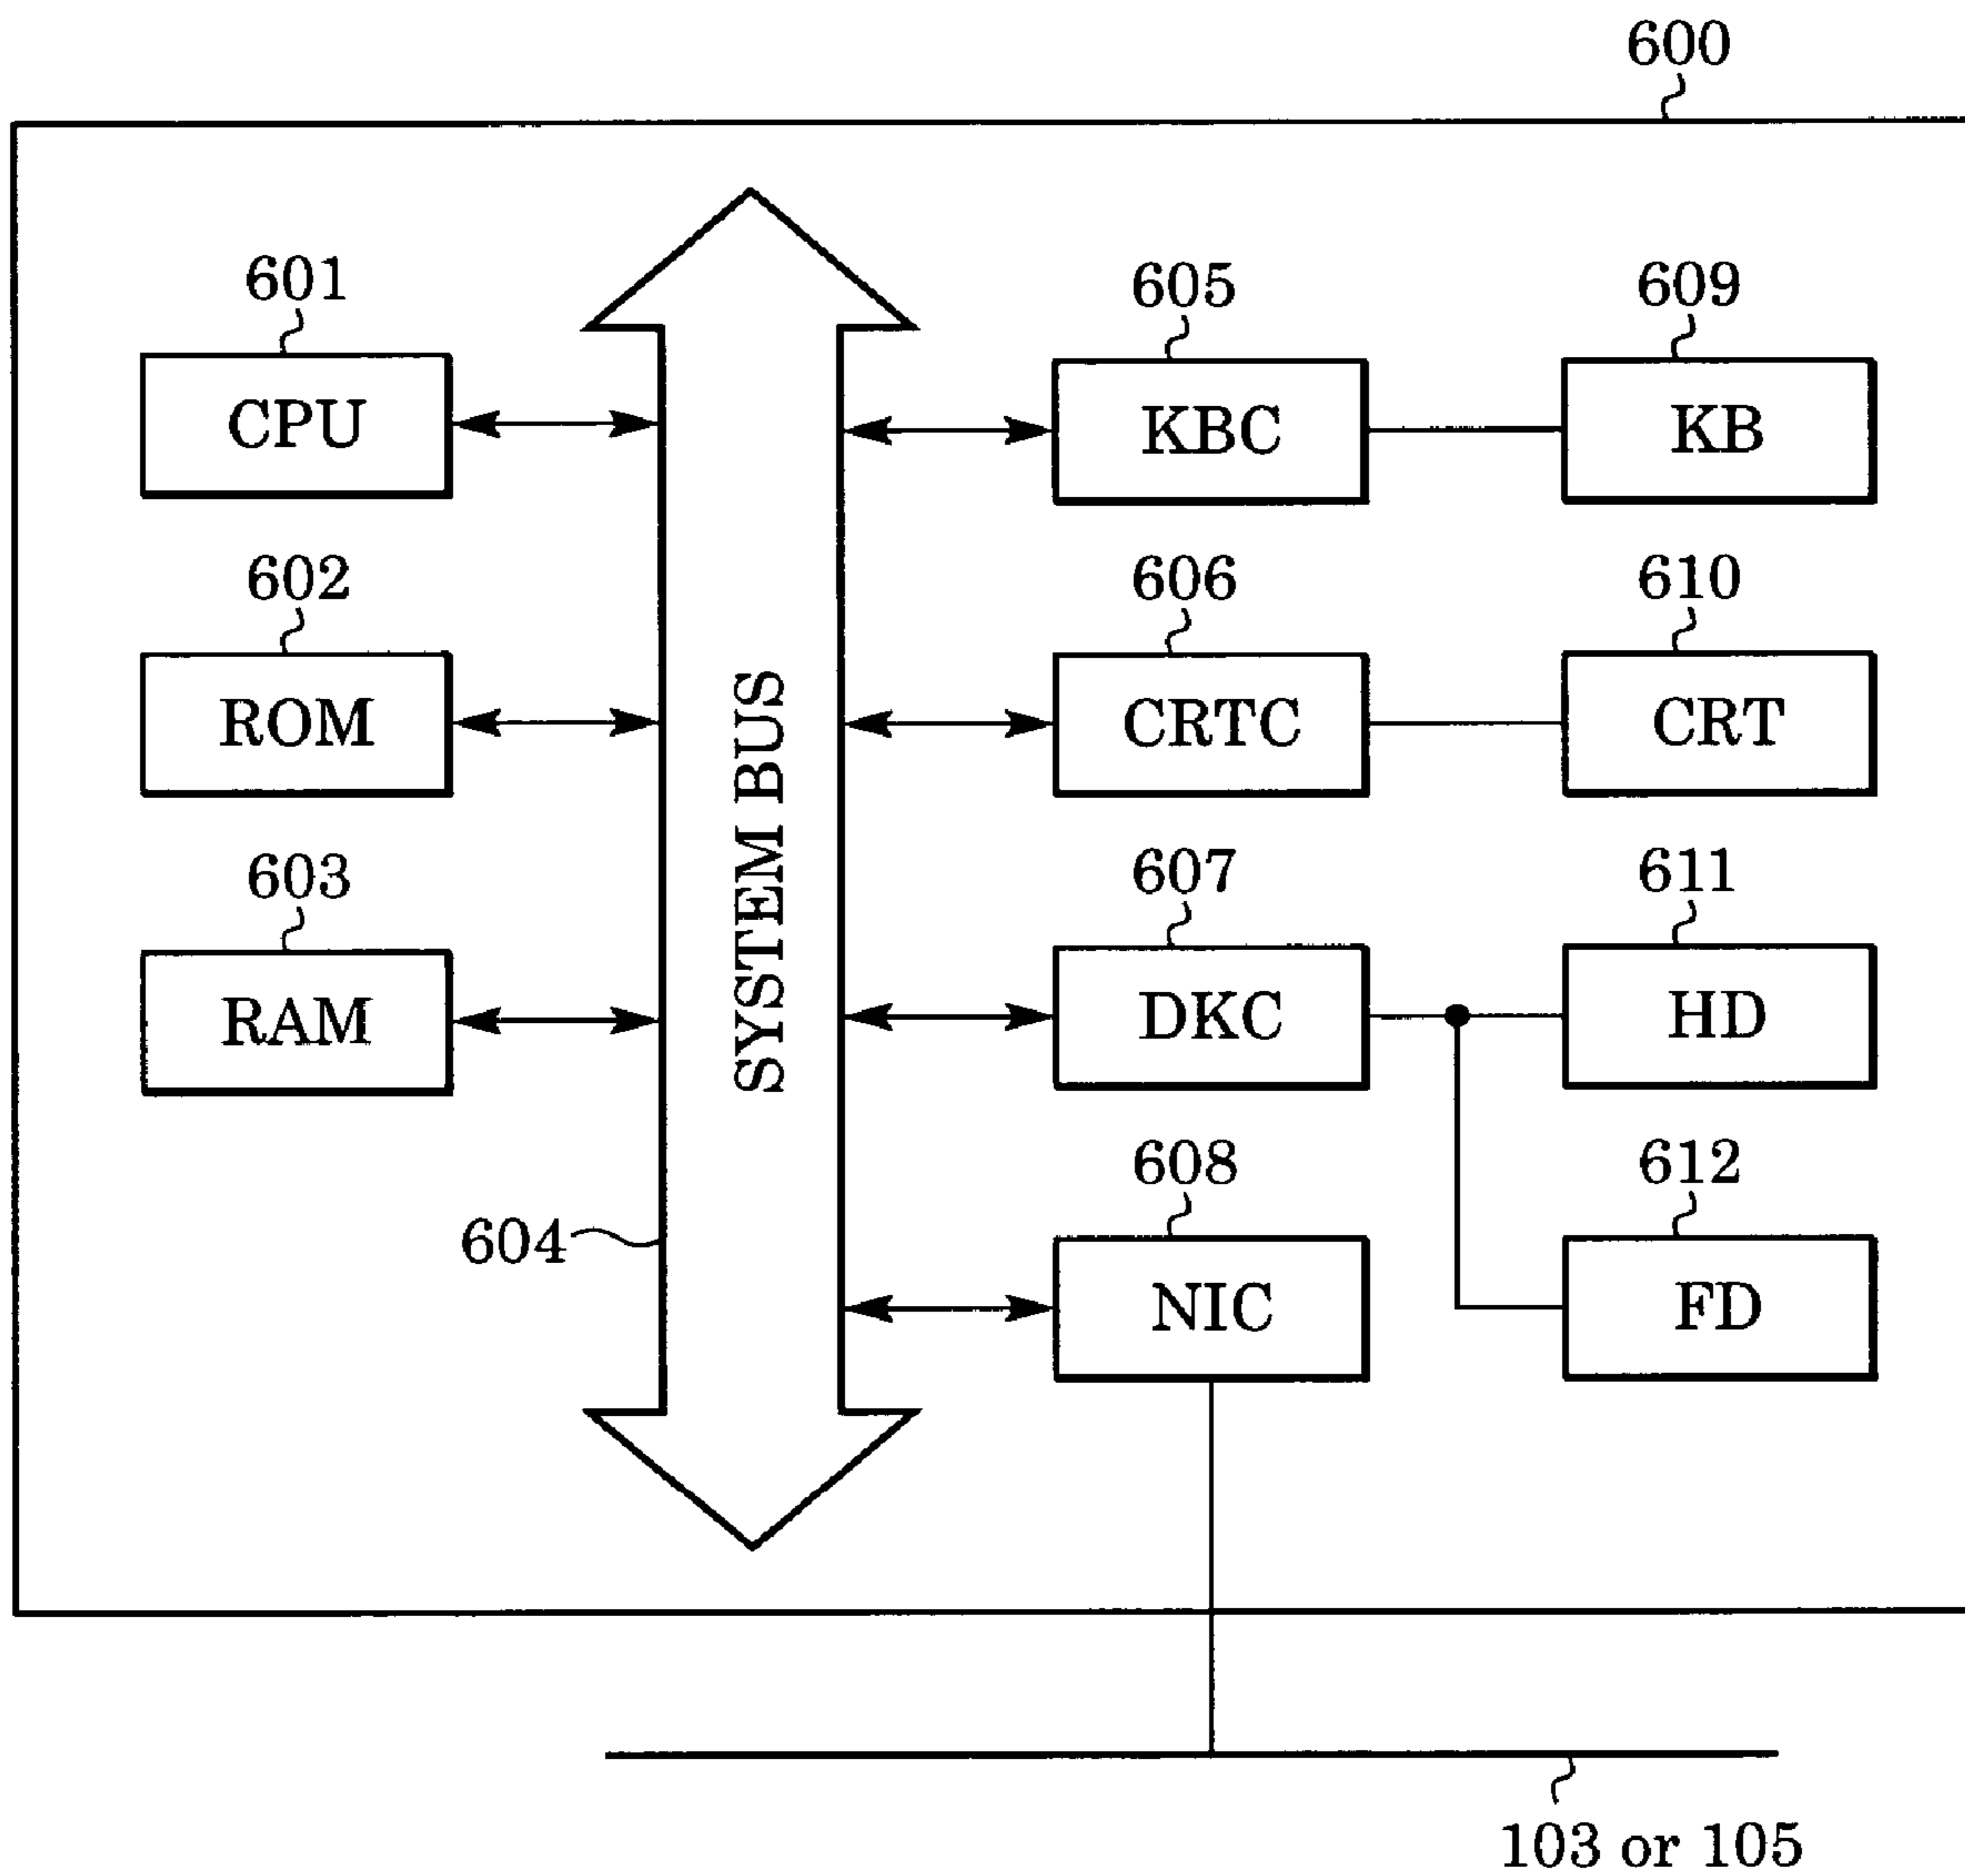 600
601
CPU
602
ROM
603
RAM
604
SYSTEM BUS
605
KBC
609
KB
606
CRTC
610
CRT
607
DKC
611
HD
608
NIC
612
FD
103 or 105